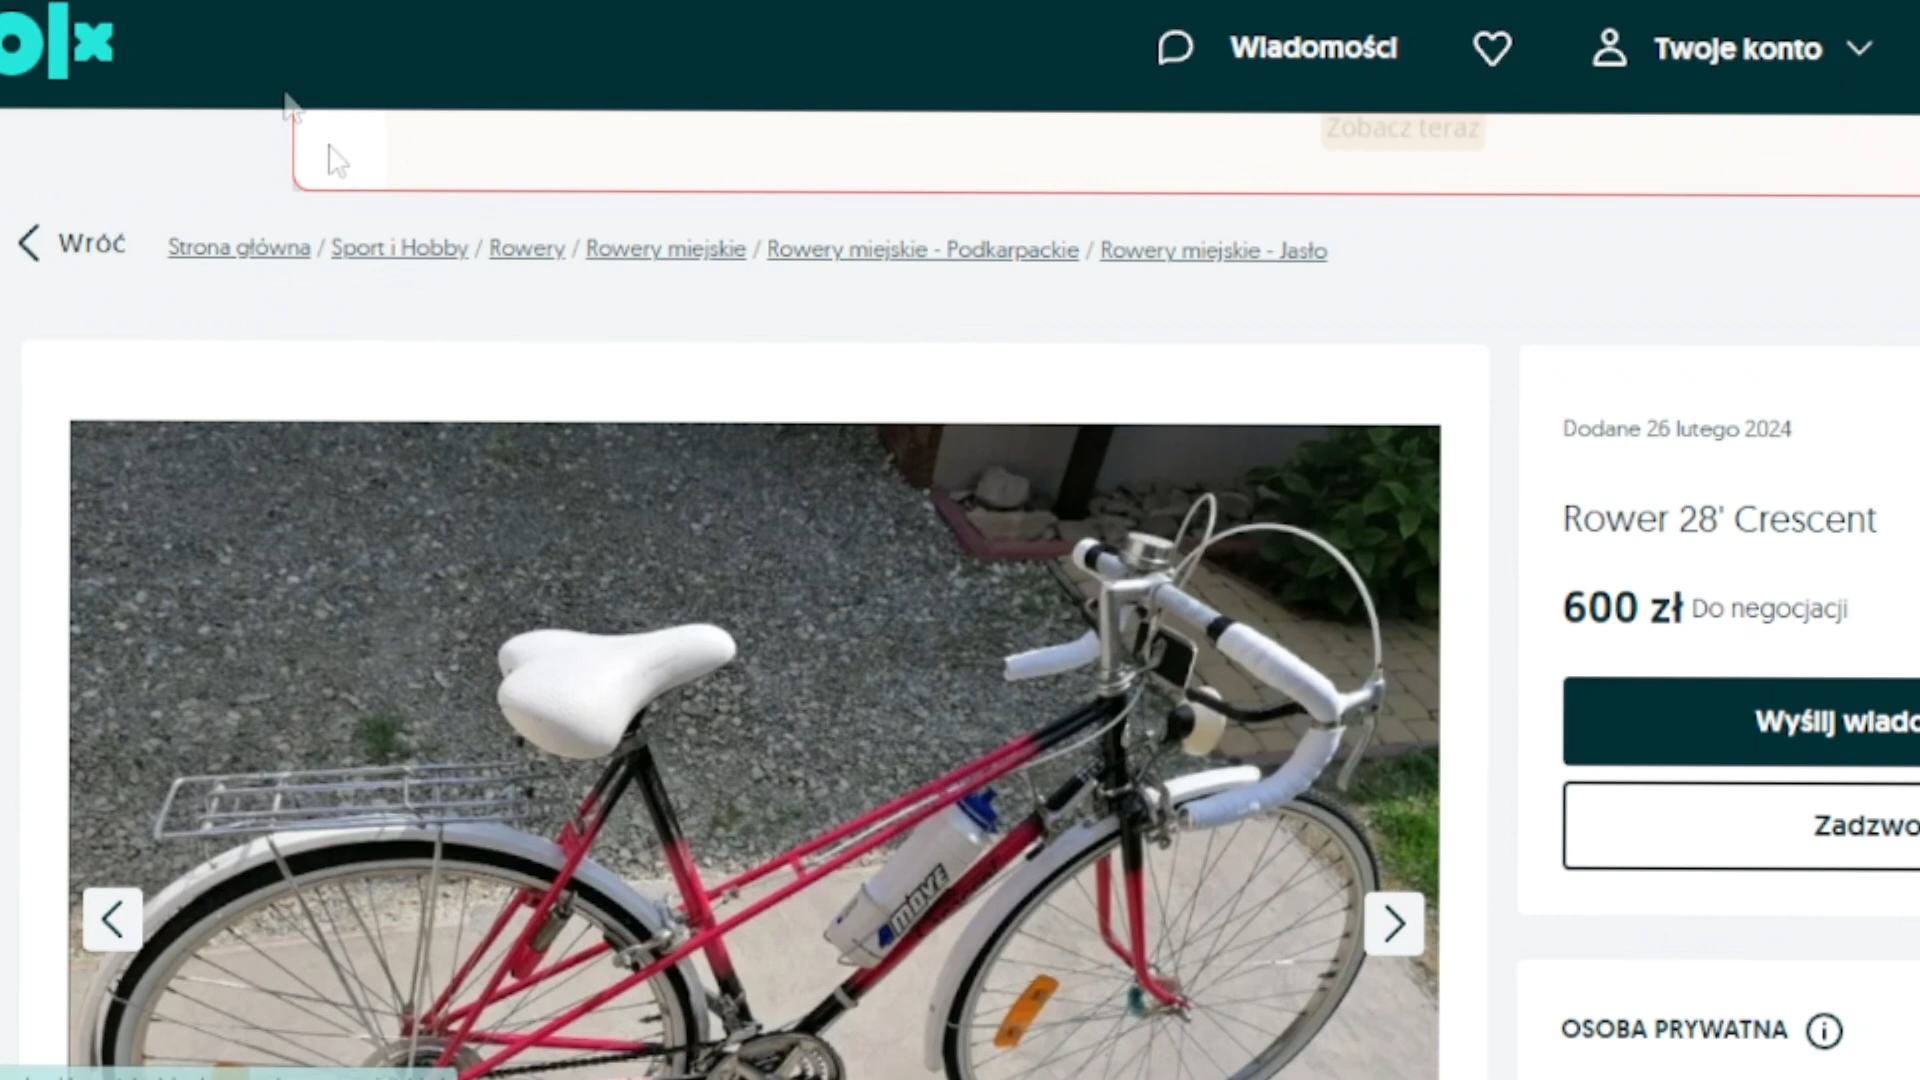 olx
Wiadomości
Twoje konto
Zobacz teraz
Wróć
Strona główna / Sport i Hobby / Rowery / Rowery miejskie / Rowery miejskie - Podkarpackie / Rowery miejskie - Jasło
Dodane 26 lutego 2024
Rower 28' Crescent
600 zł Do negocjacji
Wyślij wiado
Zadzwo
OSOBA PRYWATNA
MOVE